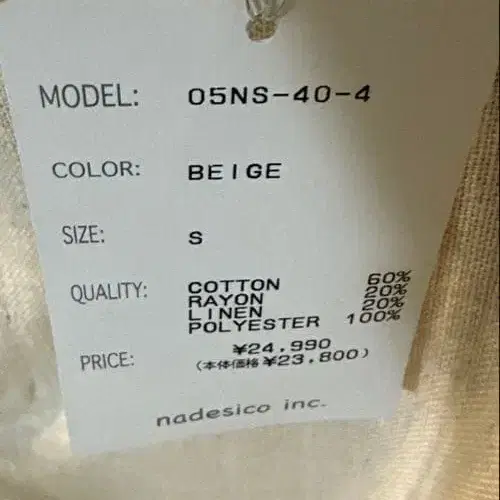 MODEL: 05NS-40-4
COLOR: BEIGE
SIZE: S
QUALITY: COTTON 60%
RAYON 20%
LINEN 20%
POLYESTER 100%
PRICE: ¥24,990
(本体価格 ¥23,800)
nadesico inc.